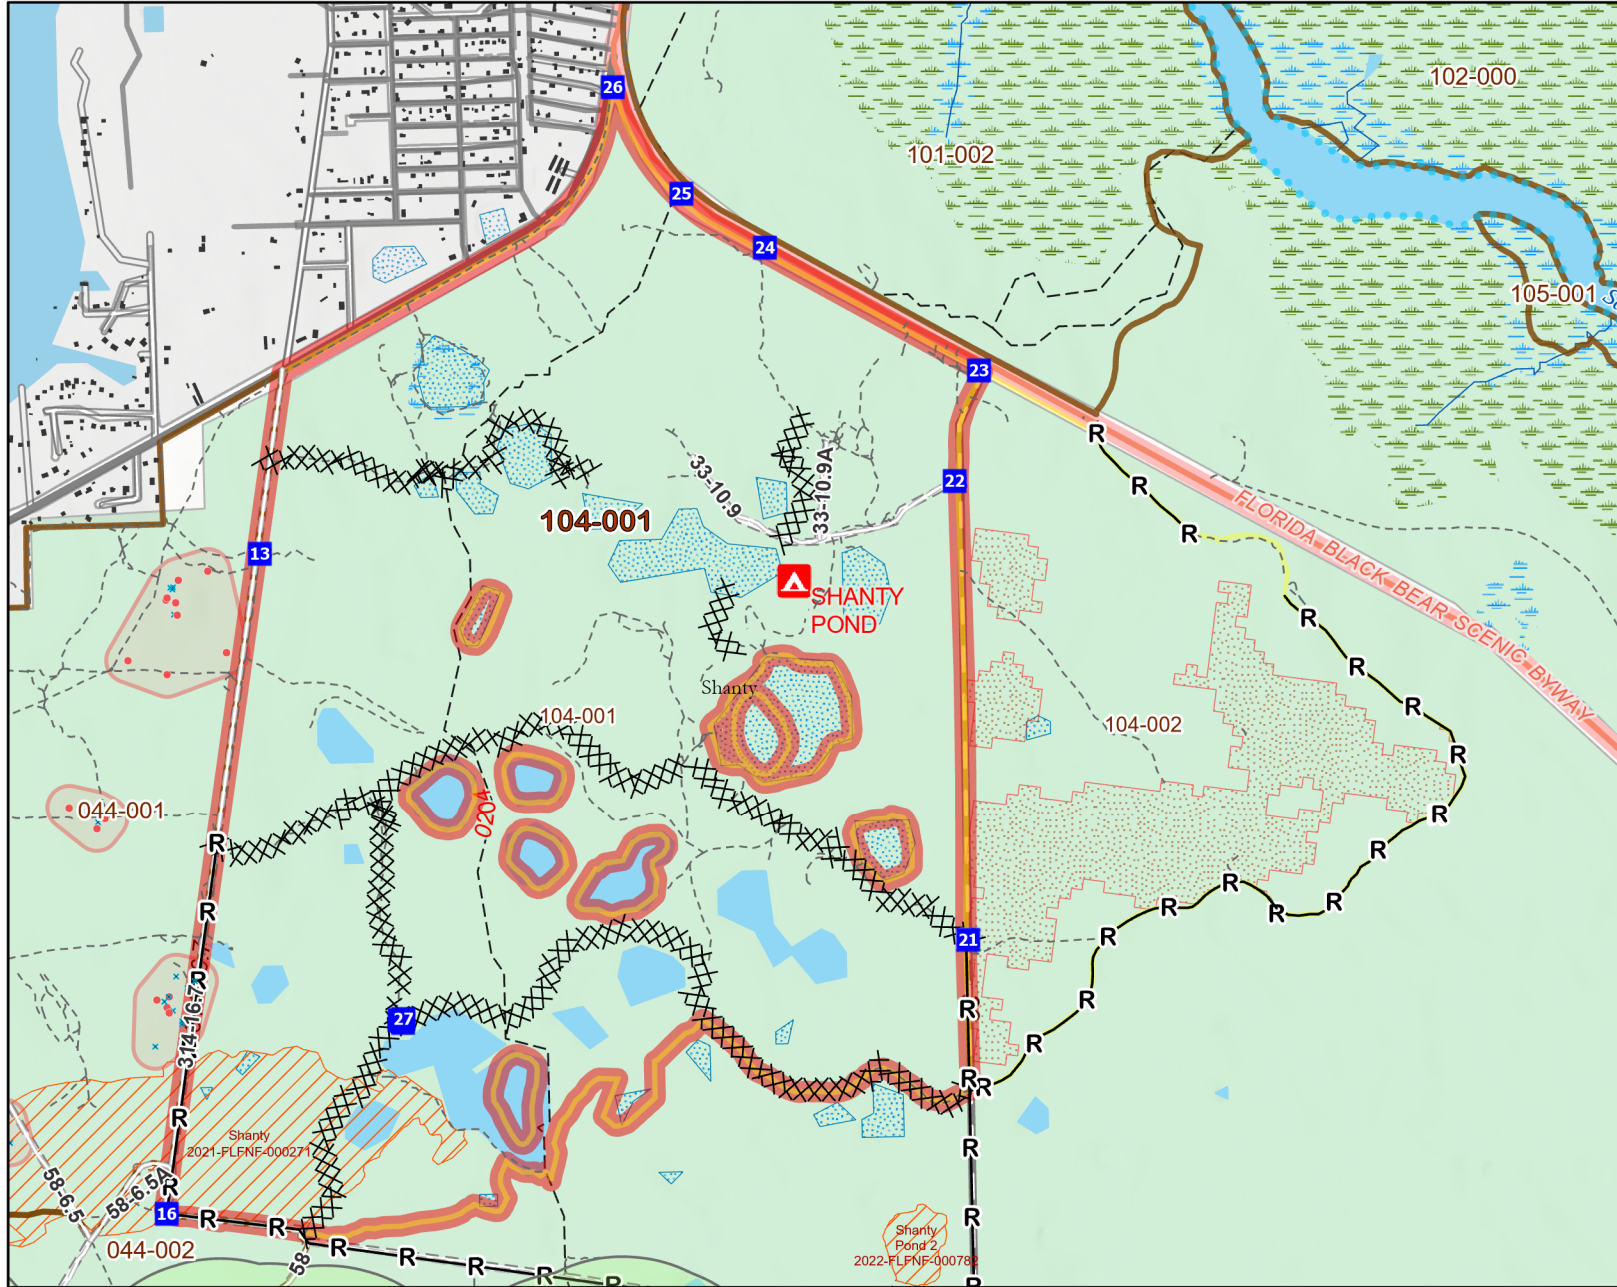 26
102-000
101-002
25
24
105-001
23
33-10.9
33-10.9A
22
104-001
FLORIDA BLACK BEAR SCENIC BYWAY
R
R
R
13
SHANTY
POND
R
R
Shanty
104-001
104-002
R
R
044-001
0204
R
R
R
R
R
R
R
R
R
R
21
R
314-16.7
R
R
27
R
R
R
R
Shanty
2021-FLFNF-000271
R
R
58-6.5
58-6.5A
R
16
R
R
R
Shanty
Pond 2
2022-FLFNF-000782
044-002
58
R
R
R
R
R
R